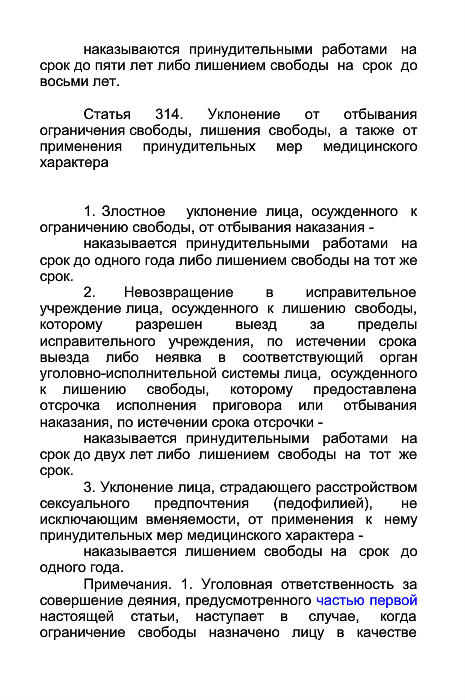 наказываются принудительными работами на
срок до пяти лет либо лишением свободы на срок до
восьми лет.
Статья 314. Уклонение от отбывания
ограничения свободы, лишения свободы, а также от
применения принудительных мер медицинского
характера
1. Злостное уклонение лица, осужденного к
ограничению свободы, от отбывания наказания -
наказывается принудительными работами на
срок до одного года либо лишением свободы на тот же
срок.
2. Невозвращение в исправительное
учреждение лица, осужденного к лишению свободы,
которому разрешен выезд за пределы
исправительного учреждения, по истечении срока
выезда либо неявка в соответствующий орган
уголовно-исполнительной системы лица, осужденного
к лишению свободы, которому предоставлена
отсрочка исполнения приговора или отбывания
наказания, по истечении срока отсрочки -
наказывается принудительными работами на
срок до двух лет либо лишением свободы на тот же
срок.
3. Уклонение лица, страдающего расстройством
сексуального предпочтения (педофилией), не
исключающим вменяемости, от применения к нему
принудительных мер медицинского характера -
наказывается лишением свободы на срок до
одного года.
Примечания. 1. Уголовная ответственность за
совершение деяния, предусмотренного частью первой
настоящей статьи, наступает в случае, когда
ограничение свободы назначено лицу в качестве